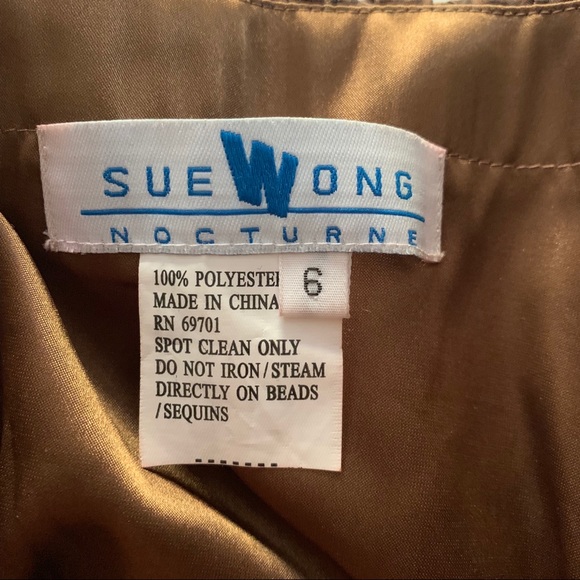 SUE WONG
NOCTURNE
6
100% POLYESTE
MADE IN CHINA
RN 69701
SPOT CLEAN ONLY
DO NOT IRON/STEAM
DIRECTLY ON BEADS
/SEQUINS